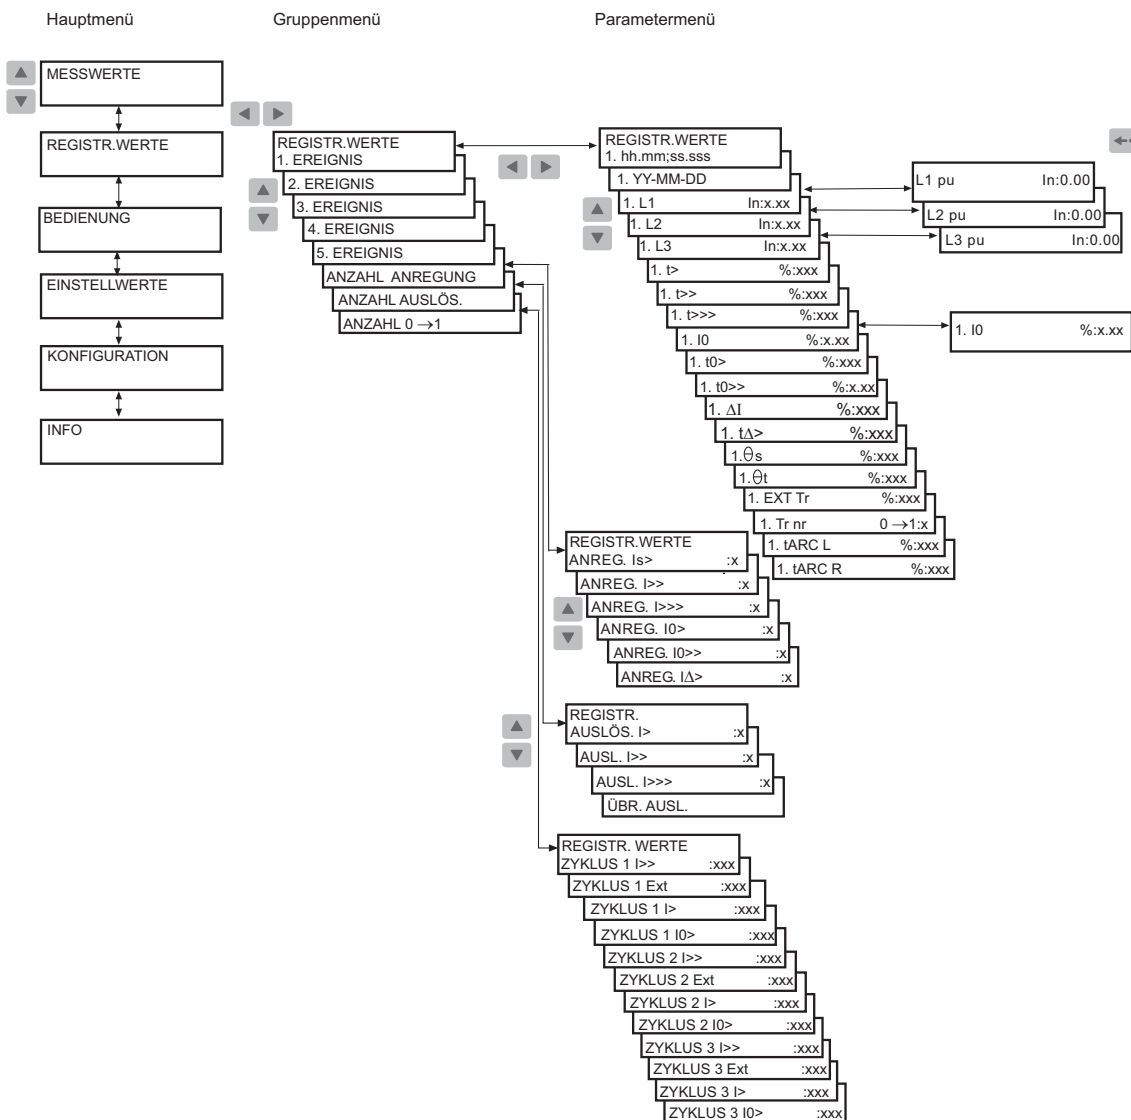 Hauptmenü
Gruppenmenü
Parametermenü
MESSWERTE
REGISTR.WERTE
BEDIENUNG
EINSTELLWERTE
KONFIGURATION
INFO
REGISTR.WERTE
1. EREIGNIS
2. EREIGNIS
3. EREIGNIS
4. EREIGNIS
5. EREIGNIS
ANZAHL ANREGUNG
ANZAHL AUSLÖS.
ANZAHL 0 →1
REGISTR.WERTE
1. hh.mm;ss.sss
1. YY-MM-DD
1. L1 In:x.xx
1. L2 In:x.xx
1. L3 In:x.xx
1. t> %:xxx
1. t>> %:xxx
1. t>>> %:xxx
1. I0 %:x.xx
1. t0> %:xxx
1. t0>> %:x.xx
1. ΔI %:xxx
1. tΔ> %:xxx
1.θs %:xxx
1.θt %:xxx
1. EXT Tr %:xxx
1. Tr nr 0 →1:x
1. tARC L %:xxx
1. tARC R %:xxx
L1 pu In:0.00
L2 pu In:0.00
L3 pu In:0.00
1. I0 %:x.xx
REGISTR.WERTE
ANREG. Is> :x
ANREG. I>> :x
ANREG. I>>> :x
ANREG. I0> :x
ANREG. I0>> :x
ANREG. IΔ> :x
REGISTR.
AUSLÖS. I> :x
AUSL. I>> :x
AUSL. I>>> :x
ÜBR. AUSL.
REGISTR. WERTE
ZYKLUS 1 I>> :xxx
ZYKLUS 1 Ext :xxx
ZYKLUS 1 I> :xxx
ZYKLUS 1 I0> :xxx
ZYKLUS 2 I>> :xxx
ZYKLUS 2 Ext :xxx
ZYKLUS 2 I> :xxx
ZYKLUS 2 I0> :xxx
ZYKLUS 3 I>> :xxx
ZYKLUS 3 Ext :xxx
ZYKLUS 3 I> :xxx
ZYKLUS 3 I0> :xxx